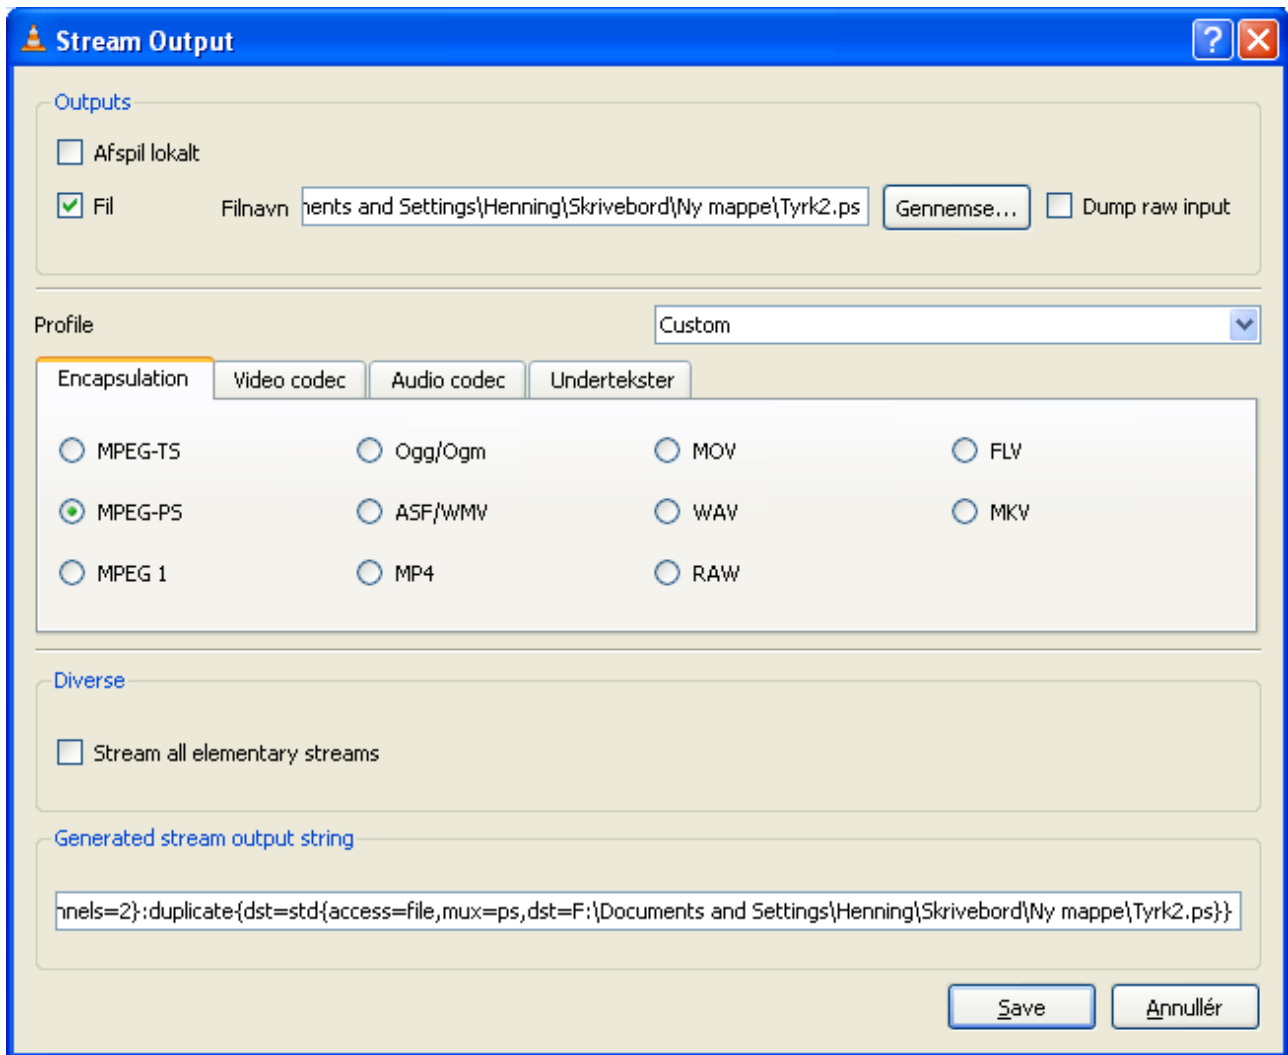 Stream Output
Outputs
Afspil lokalt
Fil Filnavn ments and Settings\Henning\Skrivebord\Ny mappe\Tyrk2.ps Gennemse... Dump raw input
Profile Custom
Encapsulation Video codec Audio codec Undertekster
MPEG-TS Ogg/Ogm MOV FLV
MPEG-PS ASF/WMV WAV MKV
MPEG 1 MP4 RAW
Diverse
Stream all elementary streams
Generated stream output string
nnels=2}:duplicate{dst=std{access=file,mux=ps,dst=F:\Documents and Settings\Henning\Skrivebord\Ny mappe\Tyrk2.ps}}
Save Annullér